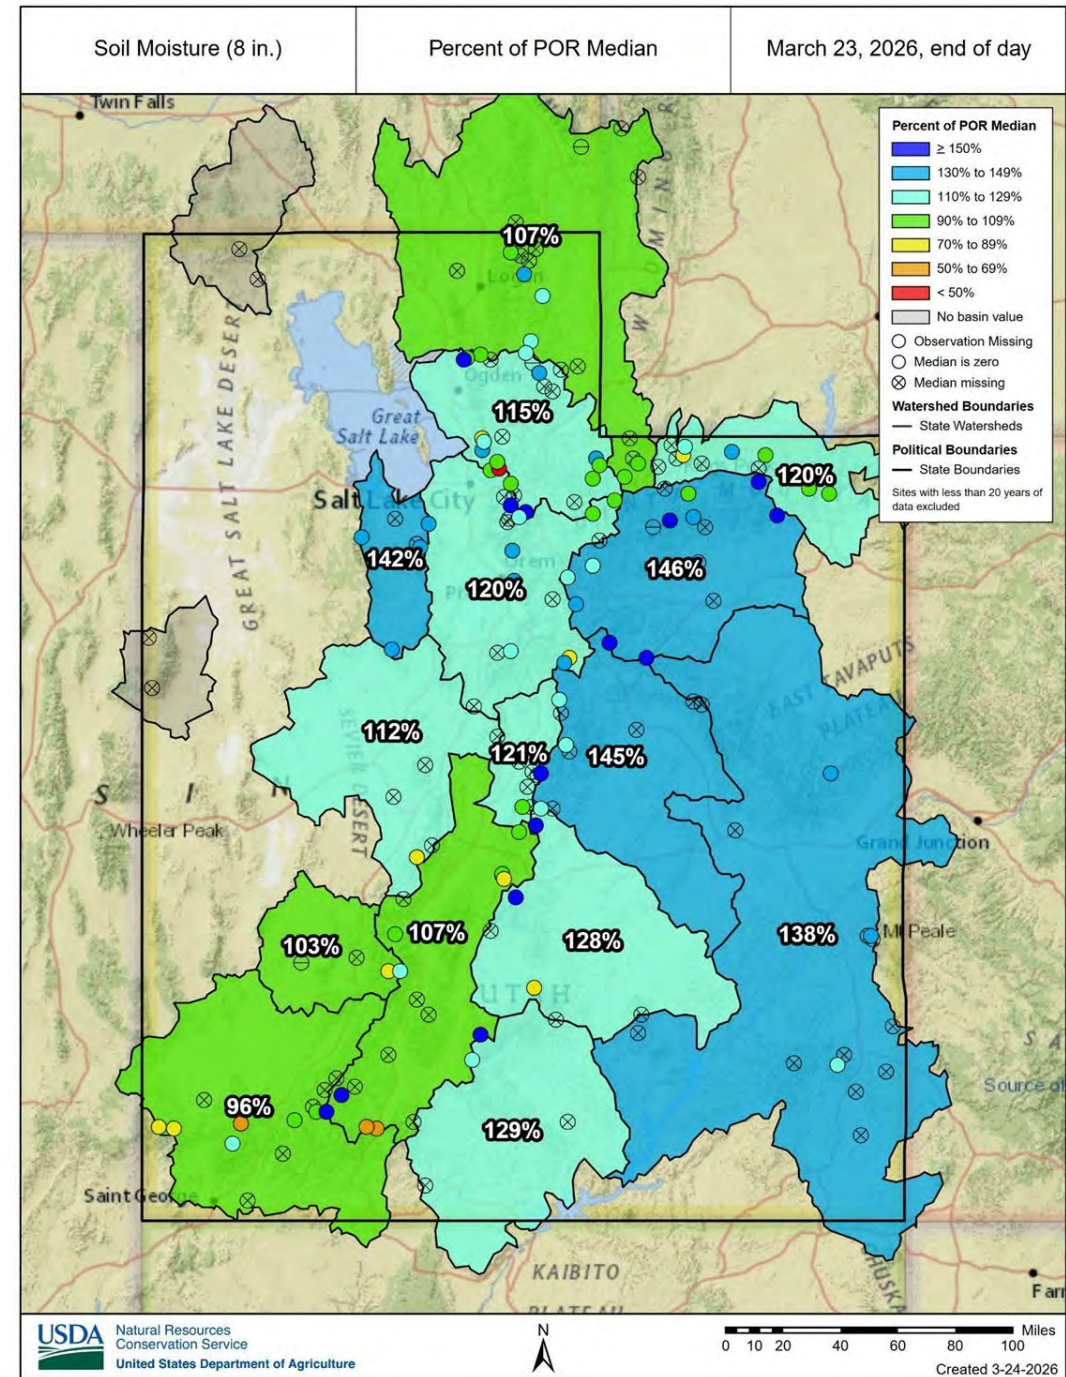 Soil Moisture (8 in.)
Percent of POR Median
March 23, 2026, end of day
Twin Falls
Percent of POR Median
≥ 150%
130% to 149%
110% to 129%
90% to 109%
70% to 89%
50% to 69%
< 50%
No basin value
Observation Missing
Median is zero
Median missing
Watershed Boundaries
State Watersheds
Political Boundaries
State Boundaries
Sites with less than 20 years of
data excluded
107%
Logan
GREAT SALT LAKE DESERT
Ogden
115%
Great
Salt Lake
120%
Salt Lake City
142%
Orem
146%
120%
EAST TAVAPUTS
PLATEAU
112%
121%
145%
SEVIER DESERT
Wheeler Peak
Grand Junction
103%
107%
128%
138%
Mt Peale
UTAH
96%
129%
Source of
Saint George
KAIBITO
PLATEAU
CHUSKA
USDA
Natural Resources
Conservation Service
United States Department of Agriculture
N
Miles
0 10 20 40 60 80 100
Created 3-24-2026